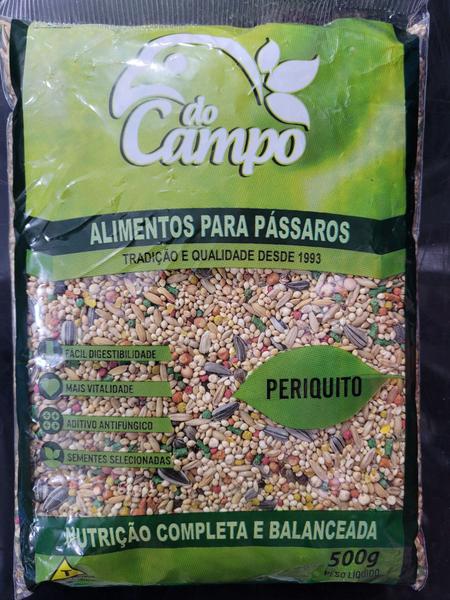 do
Campo
ALIMENTOS PARA PÁSSAROS
TRADIÇÃO E QUALIDADE DESDE 1993
FÁCIL DIGESTIBILIDADE
MAIS VITALIDADE
ADITIVO ANTIFÚNGICO
SEMENTES SELECIONADAS
PERIQUITO
NUTRIÇÃO COMPLETA E BALANCEADA
500g
PESO LÍQUIDO
T